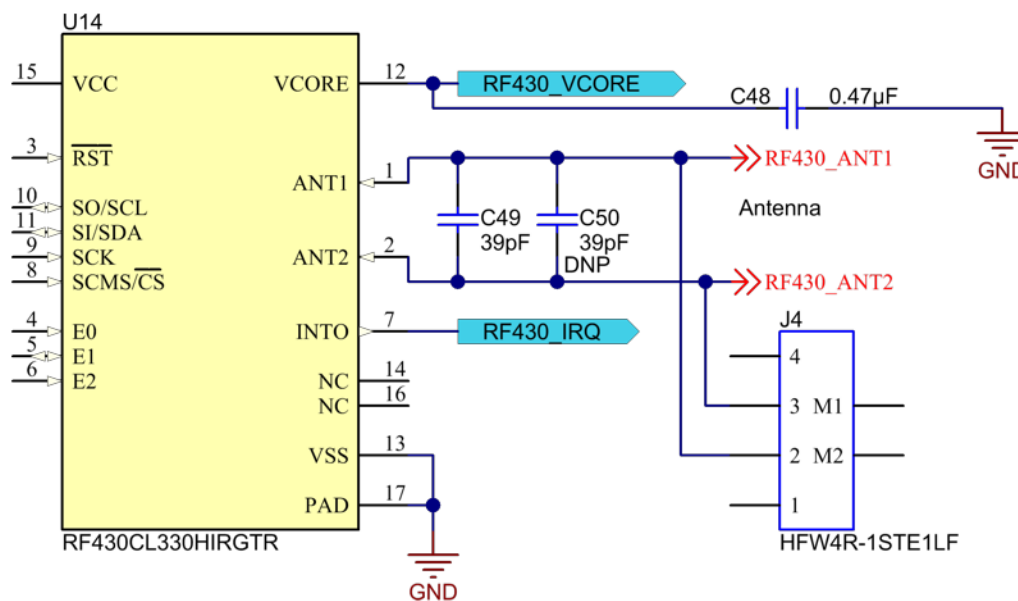 U14
15 VCC VCORE 12 RF430_VCORE
C48 0.47µF
3 RST
GND
ANT1 1 RF430_ANT1
10 SO/SCL
11 SI/SDA
9 SCK
8 SCMS/CS
C49
39pF
C50
39pF
DNP
Antenna
ANT2 2 RF430_ANT2
4 E0
5 E1
6 E2
INTO 7 RF430_IRQ
NC 14
NC 16
VSS 13
PAD 17
GND
RF430CL330HIRGTR
J4
4
3 M1
2 M2
1
HFW4R-1STE1LF